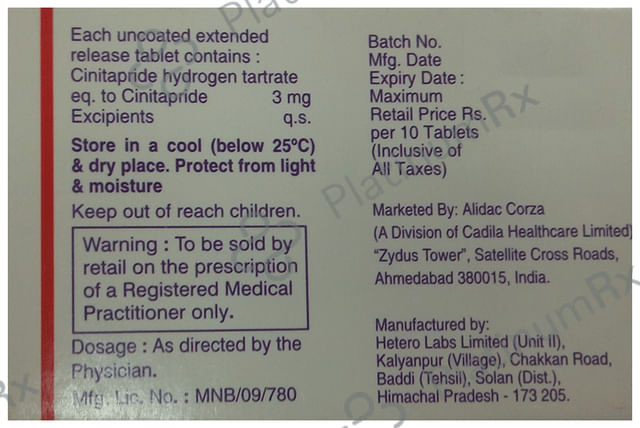 Each uncoated extended
release tablet contains :
Cinitapride hydrogen tartrate
eq. to Cinitapride 3 mg
Excipients q.s.
Store in a cool (below 25ºC)
& dry place. Protect from light
& moisture
Keep out of reach children.
Warning : To be sold by
retail on the prescription
of a Registered Medical
Practitioner only.
Dosage : As directed by the
Physician.
Mfg. Lic. No. : MNB/09/780
Batch No.
Mfg. Date
Expiry Date :
Maximum
Retail Price Rs.
per 10 Tablets
(Inclusive of
All Taxes)
Marketed By: Alidac Corza
(A Division of Cadila Healthcare Limited)
“Zydus Tower”, Satellite Cross Roads,
Ahmedabad 380015, India.
Manufactured by:
Hetero Labs Limited (Unit II),
Kalyanpur (Village), Chakkan Road,
Baddi (Tehsil), Solan (Dist.),
Himachal Pradesh - 173 205.
PlatinumRx